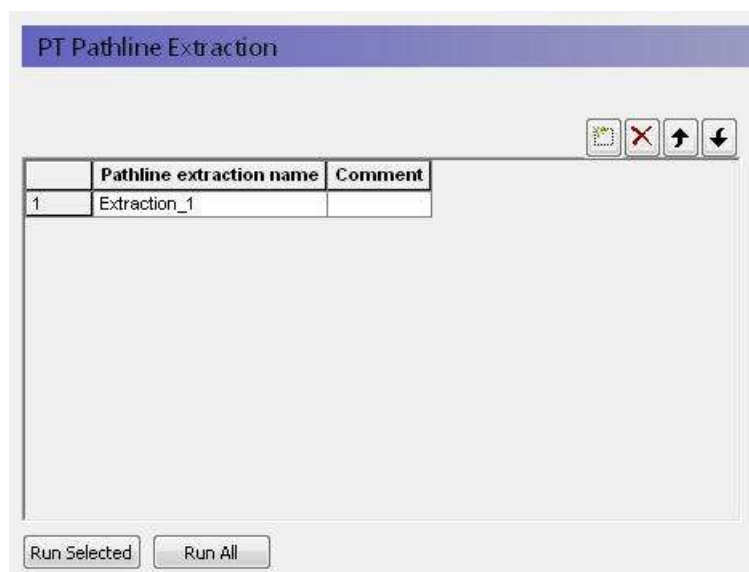 PT Pathline Extraction
Pathline extraction name Comment
1 Extraction_1
Run Selected Run All